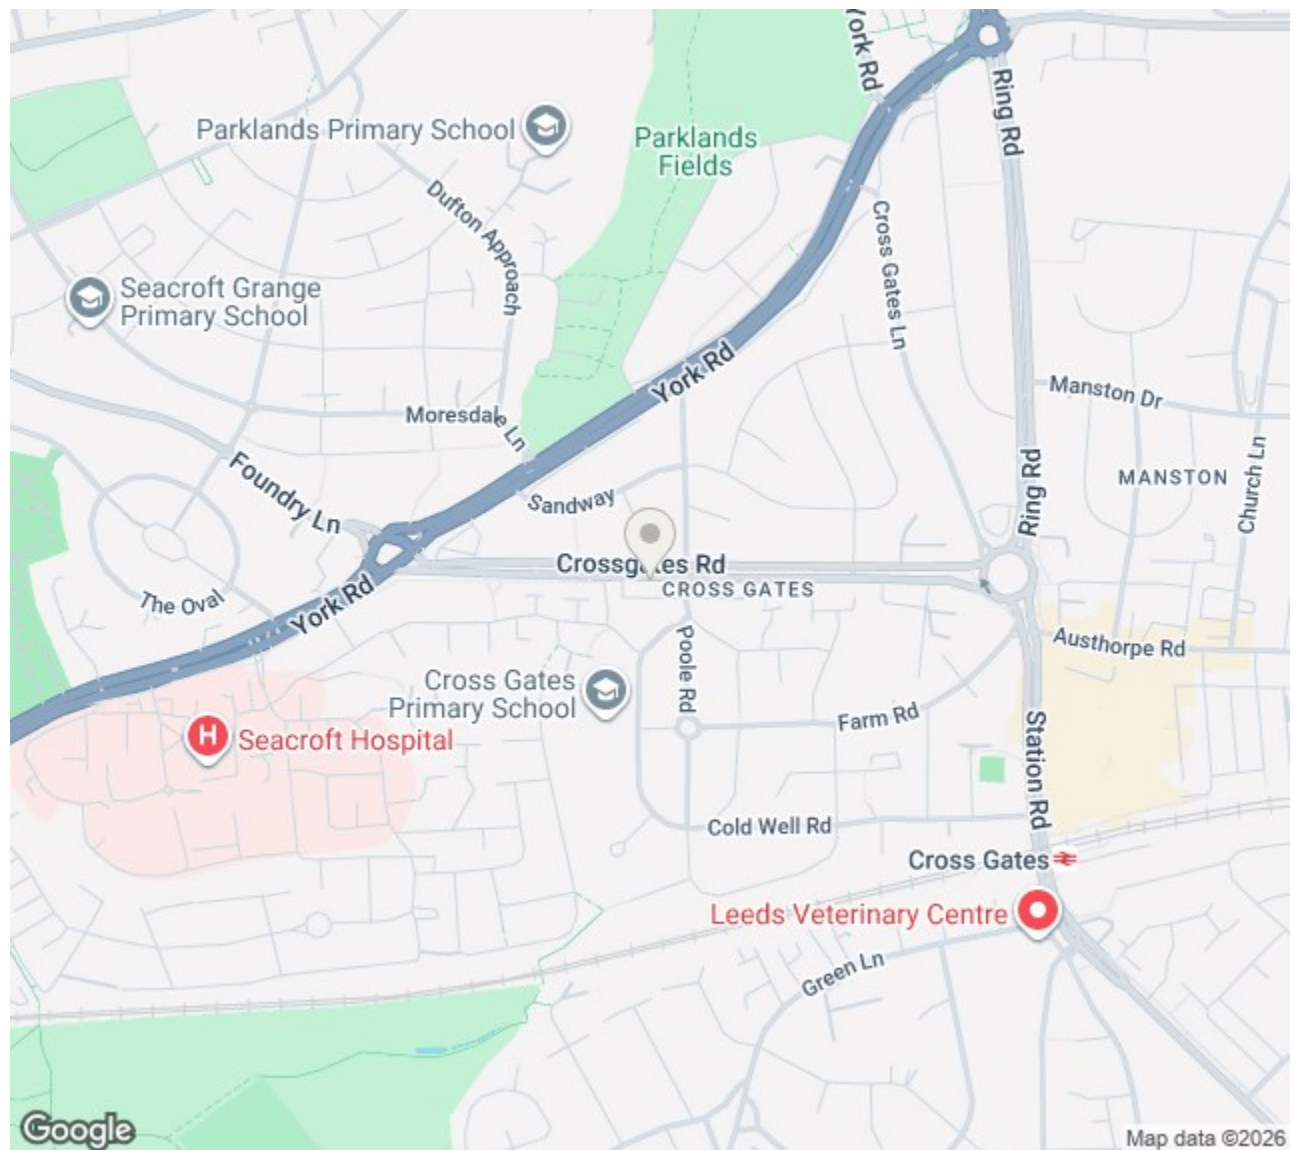 York Rd
Ring Rd
Parklands Primary School
Parklands
Fields
Dufton Approach
Cross Gates Ln
Seacroft Grange
Primary School
York Rd
Manston Dr
Moresdale Ln
Foundry Ln
Ring Rd
MANSTON
Church Ln
Sandway
Crossgates Rd
CROSS GATES
The Oval
York Rd
Austhorpe Rd
Poole Rd
Cross Gates
Primary School
Farm Rd
H
Seacroft Hospital
Station Rd
Cold Well Rd
Cross Gates
Leeds Veterinary Centre
Green Ln
Google
Map data ©2026